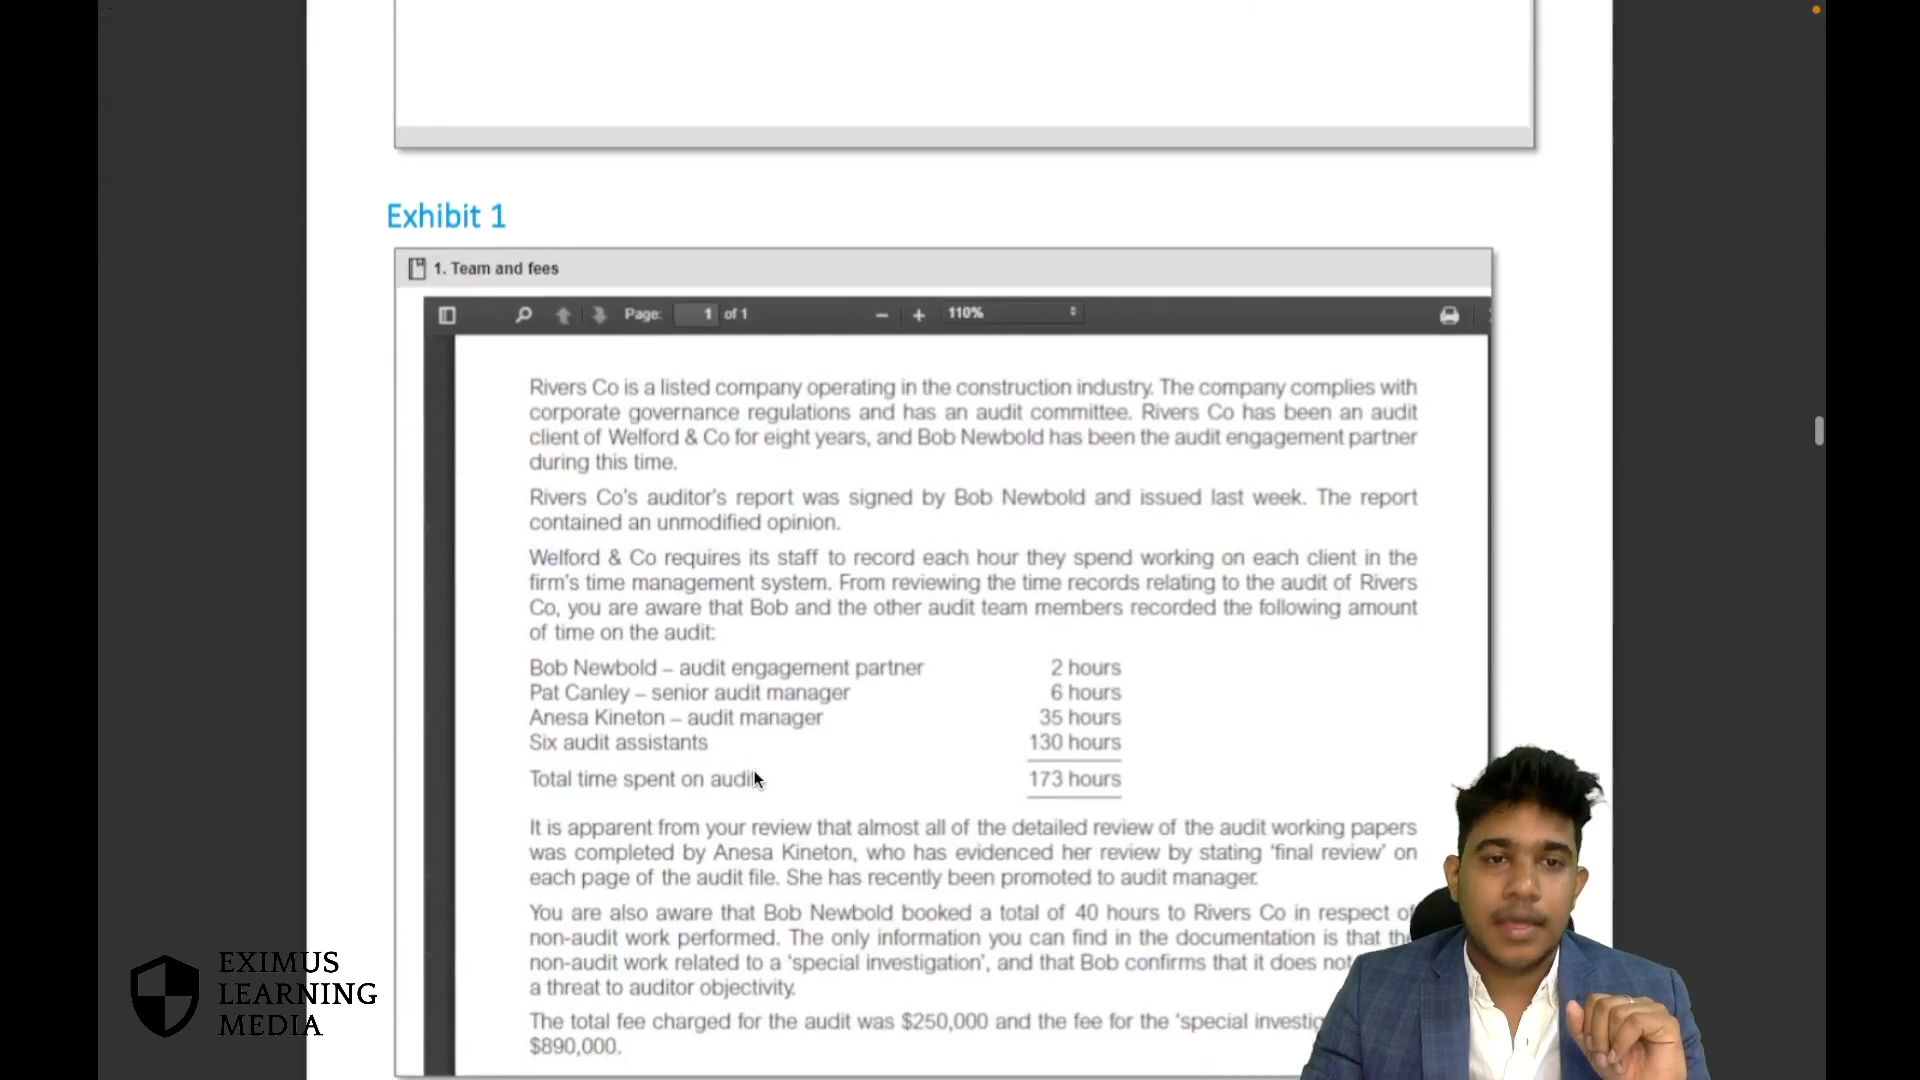 Exhibit 1
1. Team and fees
Page: 1 of 1 110%
Rivers Co is a listed company operating in the construction industry. The company complies with
corporate governance regulations and has an audit committee. Rivers Co has been an audit
client of Welford & Co for eight years, and Bob Newbold has been the audit engagement partner
during this time.
Rivers Co's auditor's report was signed by Bob Newbold and issued last week. The report
contained an unmodified opinion.
Welford & Co requires its staff to record each hour they spend working on each client in the
firm's time management system. From reviewing the time records relating to the audit of Rivers
Co, you are aware that Bob and the other audit team members recorded the following amount
of time on the audit:
Bob Newbold – audit engagement partner 2 hours
Pat Canley – senior audit manager 6 hours
Anesa Kineton – audit manager 35 hours
Six audit assistants 130 hours
Total time spent on audit 173 hours
It is apparent from your review that almost all of the detailed review of the audit working papers
was completed by Anesa Kineton, who has evidenced her review by stating 'final review' on
each page of the audit file. She has recently been promoted to audit manager.
You are also aware that Bob Newbold booked a total of 40 hours to Rivers Co in respect of
non-audit work performed. The only information you can find in the documentation is that the
non-audit work related to a 'special investigation', and that Bob confirms that it does not
a threat to auditor objectivity.
The total fee charged for the audit was $250,000 and the fee for the 'special
$890,000.
EXIMUS
LEARNING
MEDIA